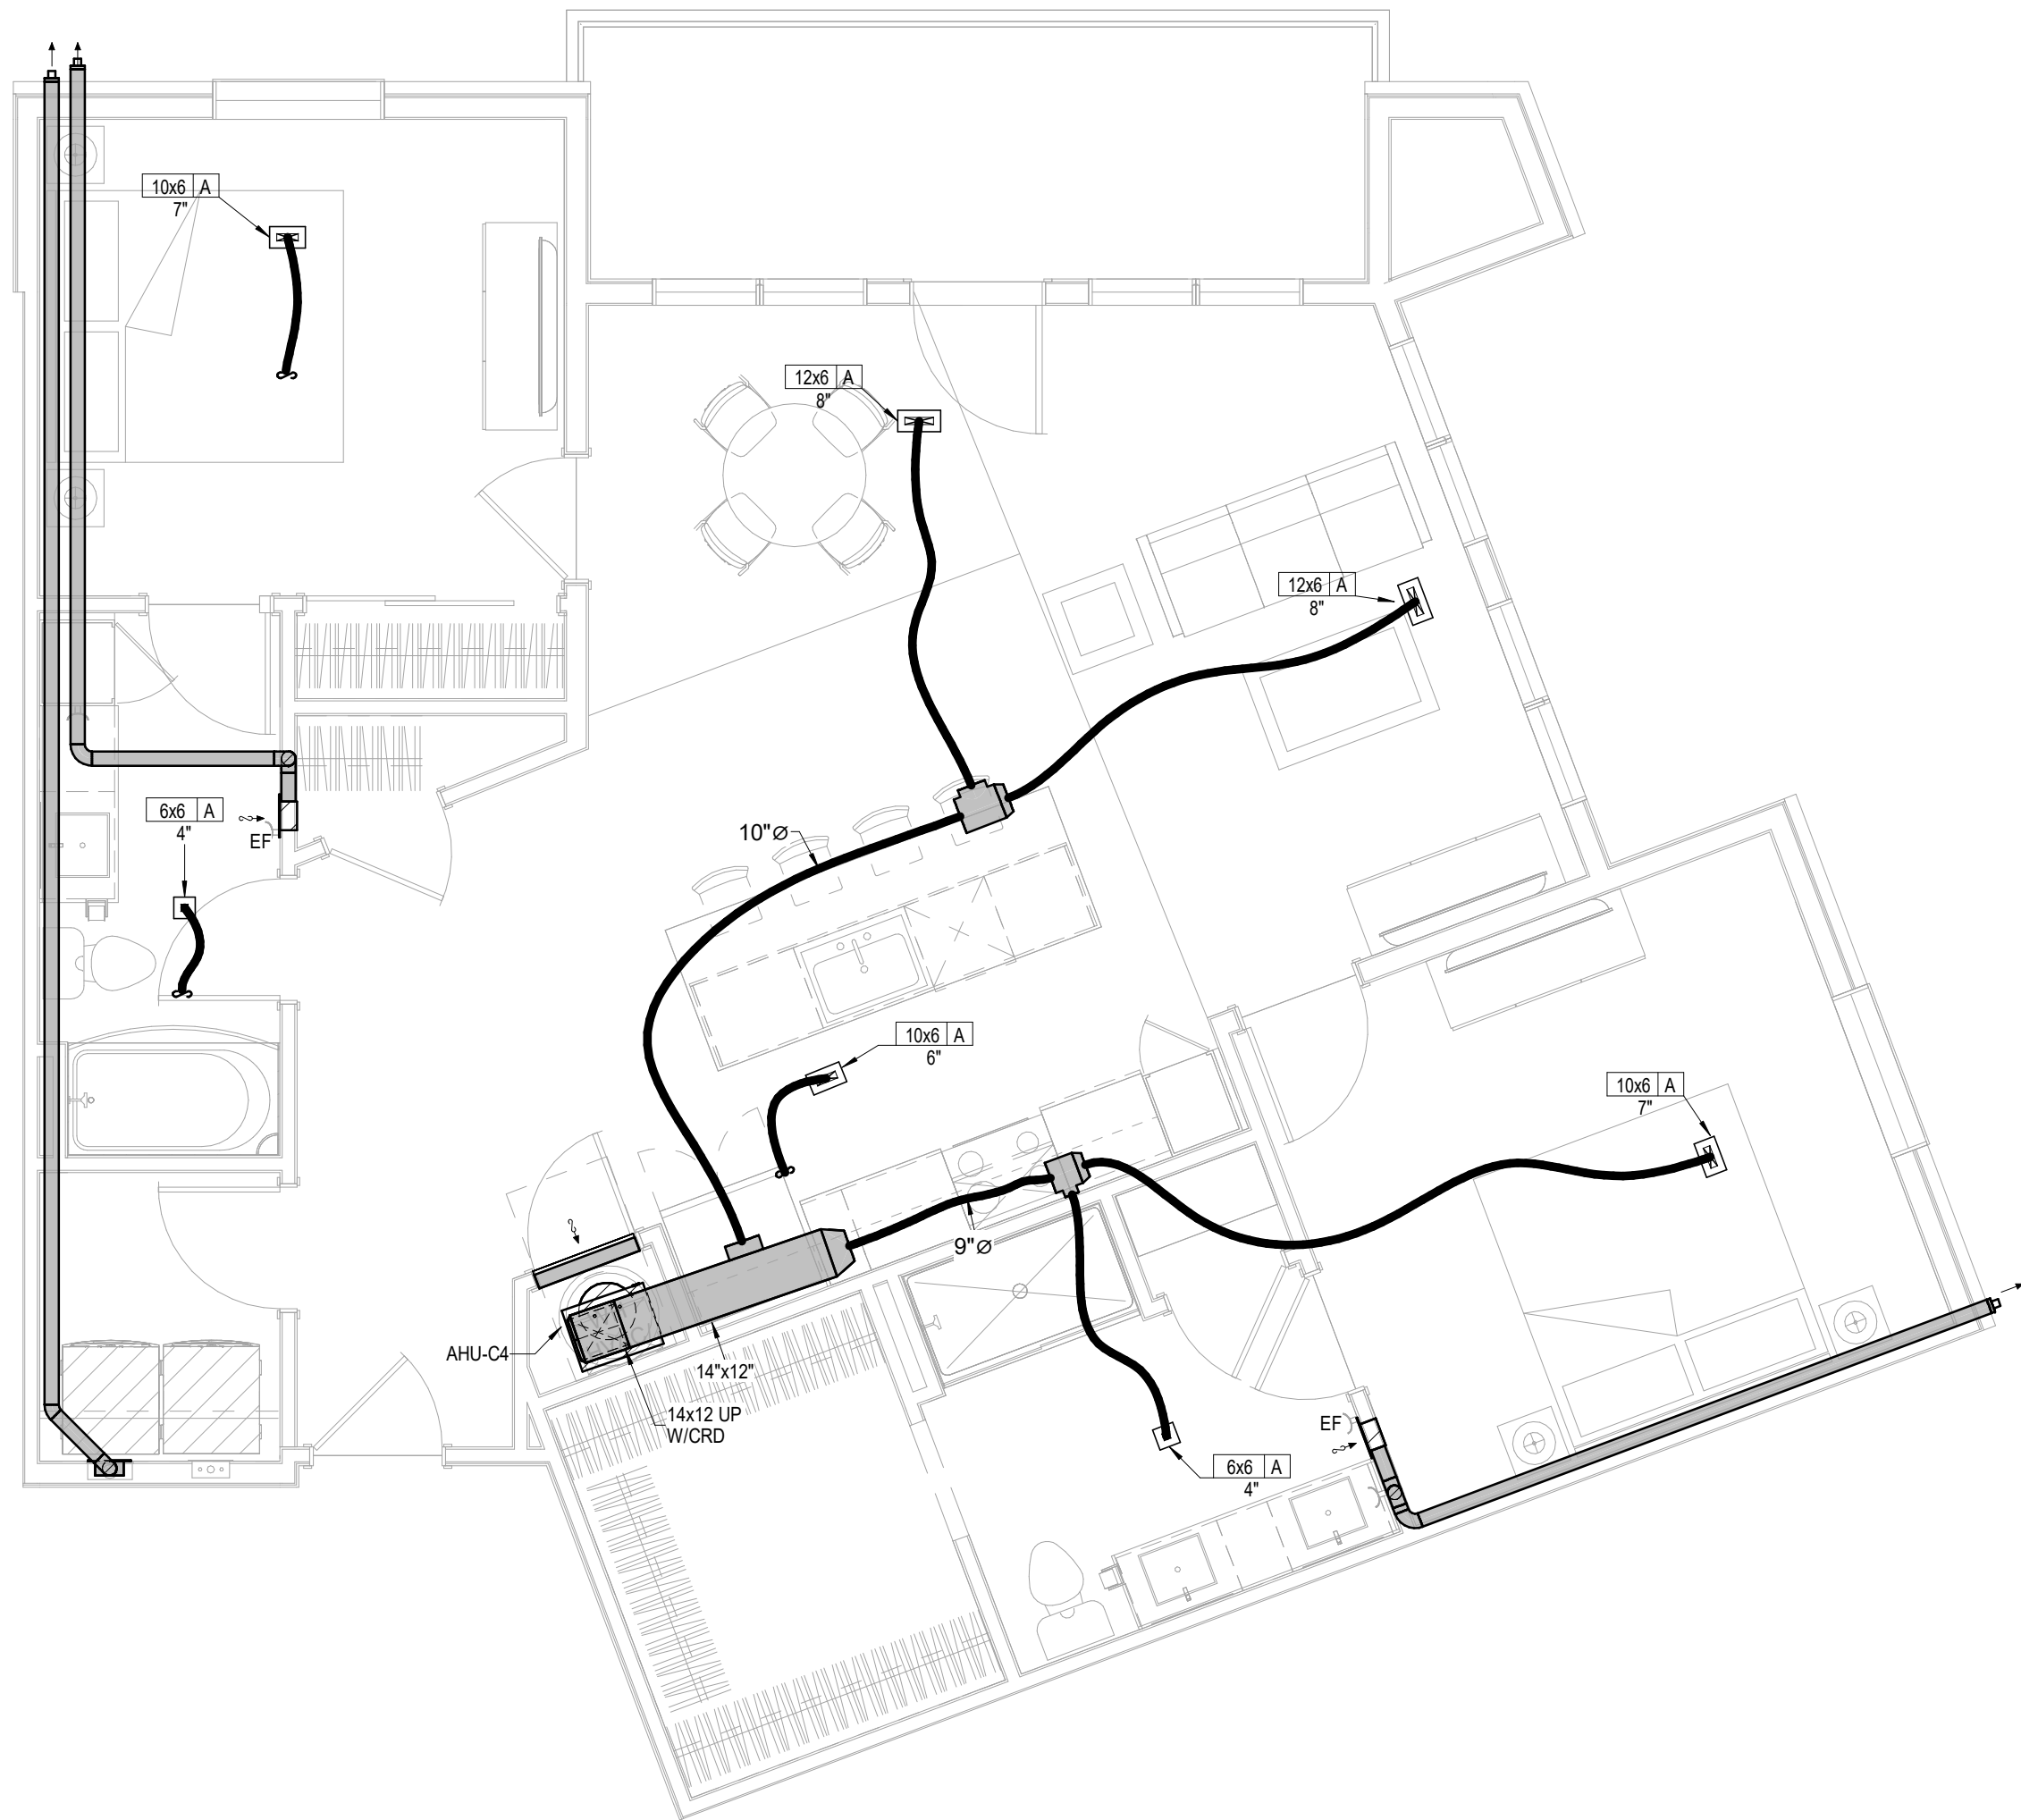 10x6 A
7"
12x6 A
8"
12x6 A
8"
6x6 A
4"
EF
10"Ø
10x6 A
6"
10x6 A
7"
9"Ø
AHU-C4
14"x12"
14x12 UP
W/CRD
EF
6x6 A
4"